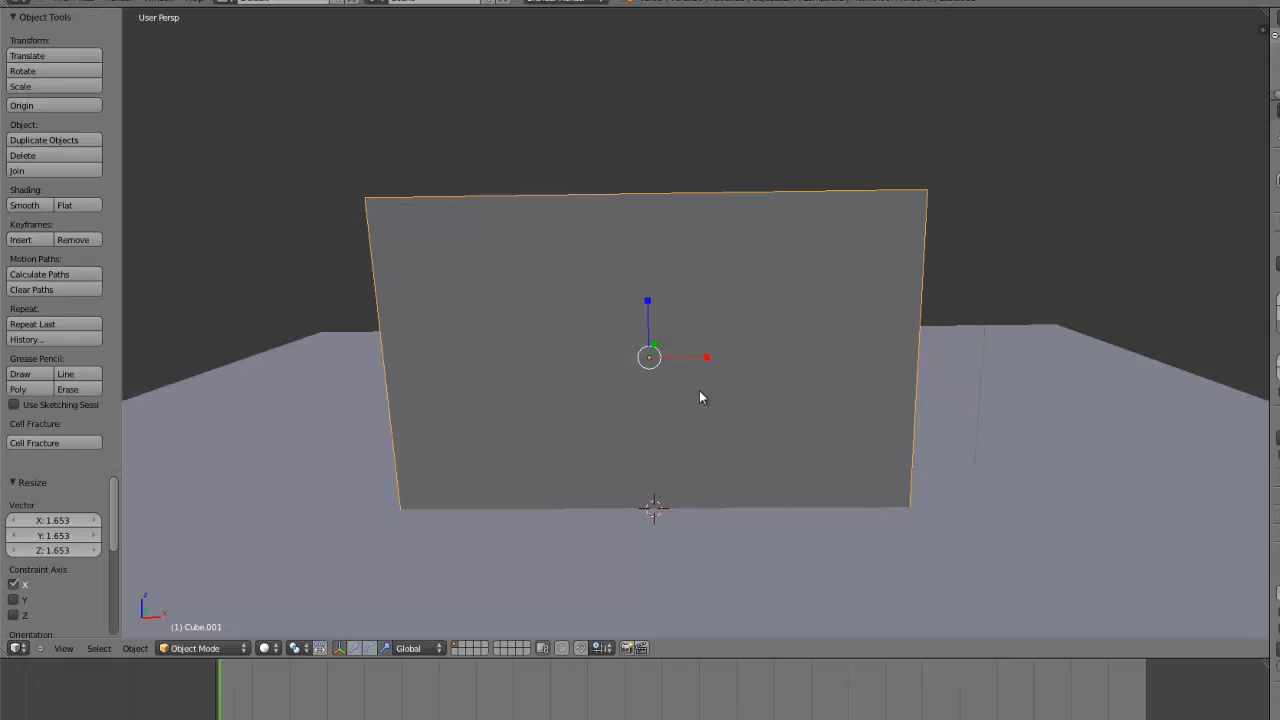 Object Tools
User Persp
Transform:
Translate
Rotate
Scale
Origin
Object:
Duplicate Objects
Delete
Join
Shading:
Smooth Flat
Keyframes:
Insert Remove
Motion Paths:
Calculate Paths
Clear Paths
Repeat:
Repeat Last
History...
Grease Pencil:
Draw Line
Poly Erase
Use Sketching Sessi
Cell Fracture:
Cell Fracture
Resize
Vector
X: 1.653
Y: 1.653
Z: 1.653
Constraint Axis
X
Y
Z
Orientation
z
x
(1) Cube.001
View Select Object Object Mode Global